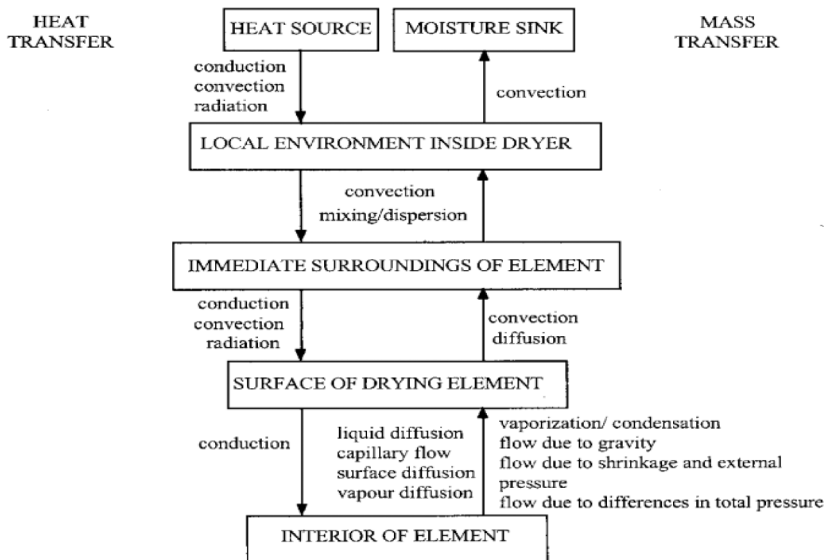 HEAT
TRANSFER
HEAT SOURCE
MOISTURE SINK
MASS
TRANSFER
conduction
convection
radiation
convection
LOCAL ENVIRONMENT INSIDE DRYER
convection
mixing/dispersion
IMMEDIATE SURROUNDINGS OF ELEMENT
conduction
convection
radiation
convection
diffusion
SURFACE OF DRYING ELEMENT
conduction
liquid diffusion
capillary flow
surface diffusion
vapour diffusion
vaporization/ condensation
flow due to gravity
flow due to shrinkage and external
pressure
flow due to differences in total pressure
INTERIOR OF ELEMENT